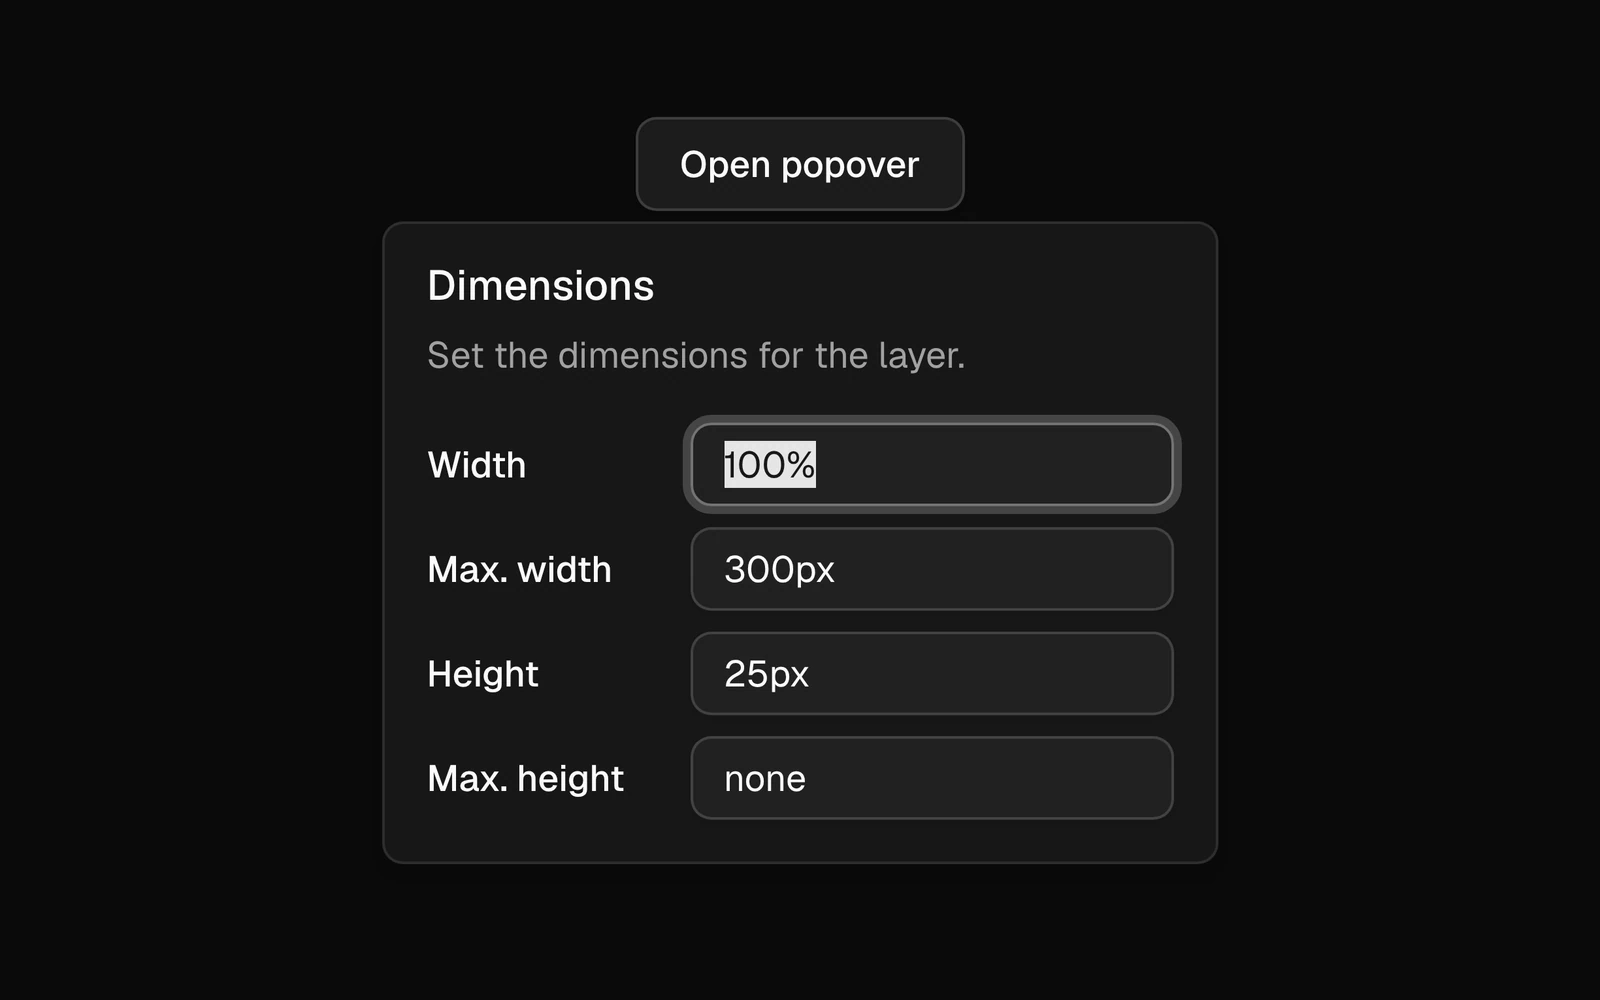 Open popover
Dimensions
Set the dimensions for the layer.
Width
100%
Max. width
300px
Height
25px
Max. height
none